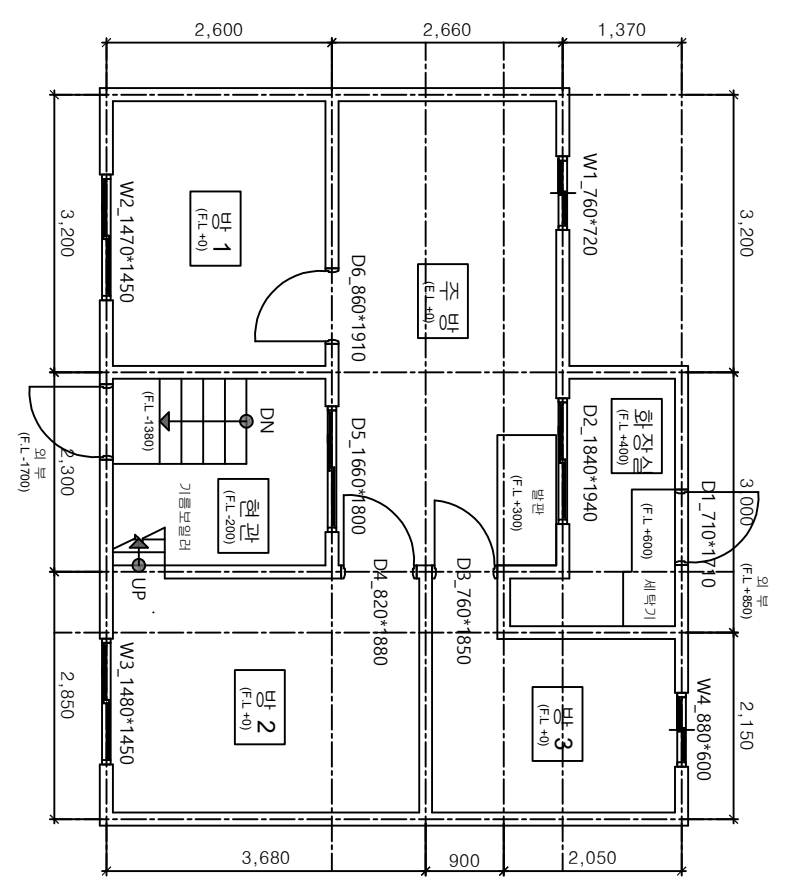 2,600
2,660
1,370
3,200
3,200
W1_760*720
W2_1470*1450
방 1
(F.L +0)
D6_860*1910
주 방
(F.L +0)
2,300
(F.L -1380)
DN
D5_1660*1800
D2_1840*1940
화장실
(F.L +400)
D1_710*1710
3,000
외 부
(F.L -1700)
기름보일러
현관
(F.L -200)
발판
(F.L +300)
(F.L +600)
세탁기
외 부
(F.L +850)
UP
D4_820*1880
D3_760*1850
2,850
W3_1480*1450
방 2
(F.L +0)
방 3
(F.L +0)
W4_880*600
2,150
3,680
900
2,050